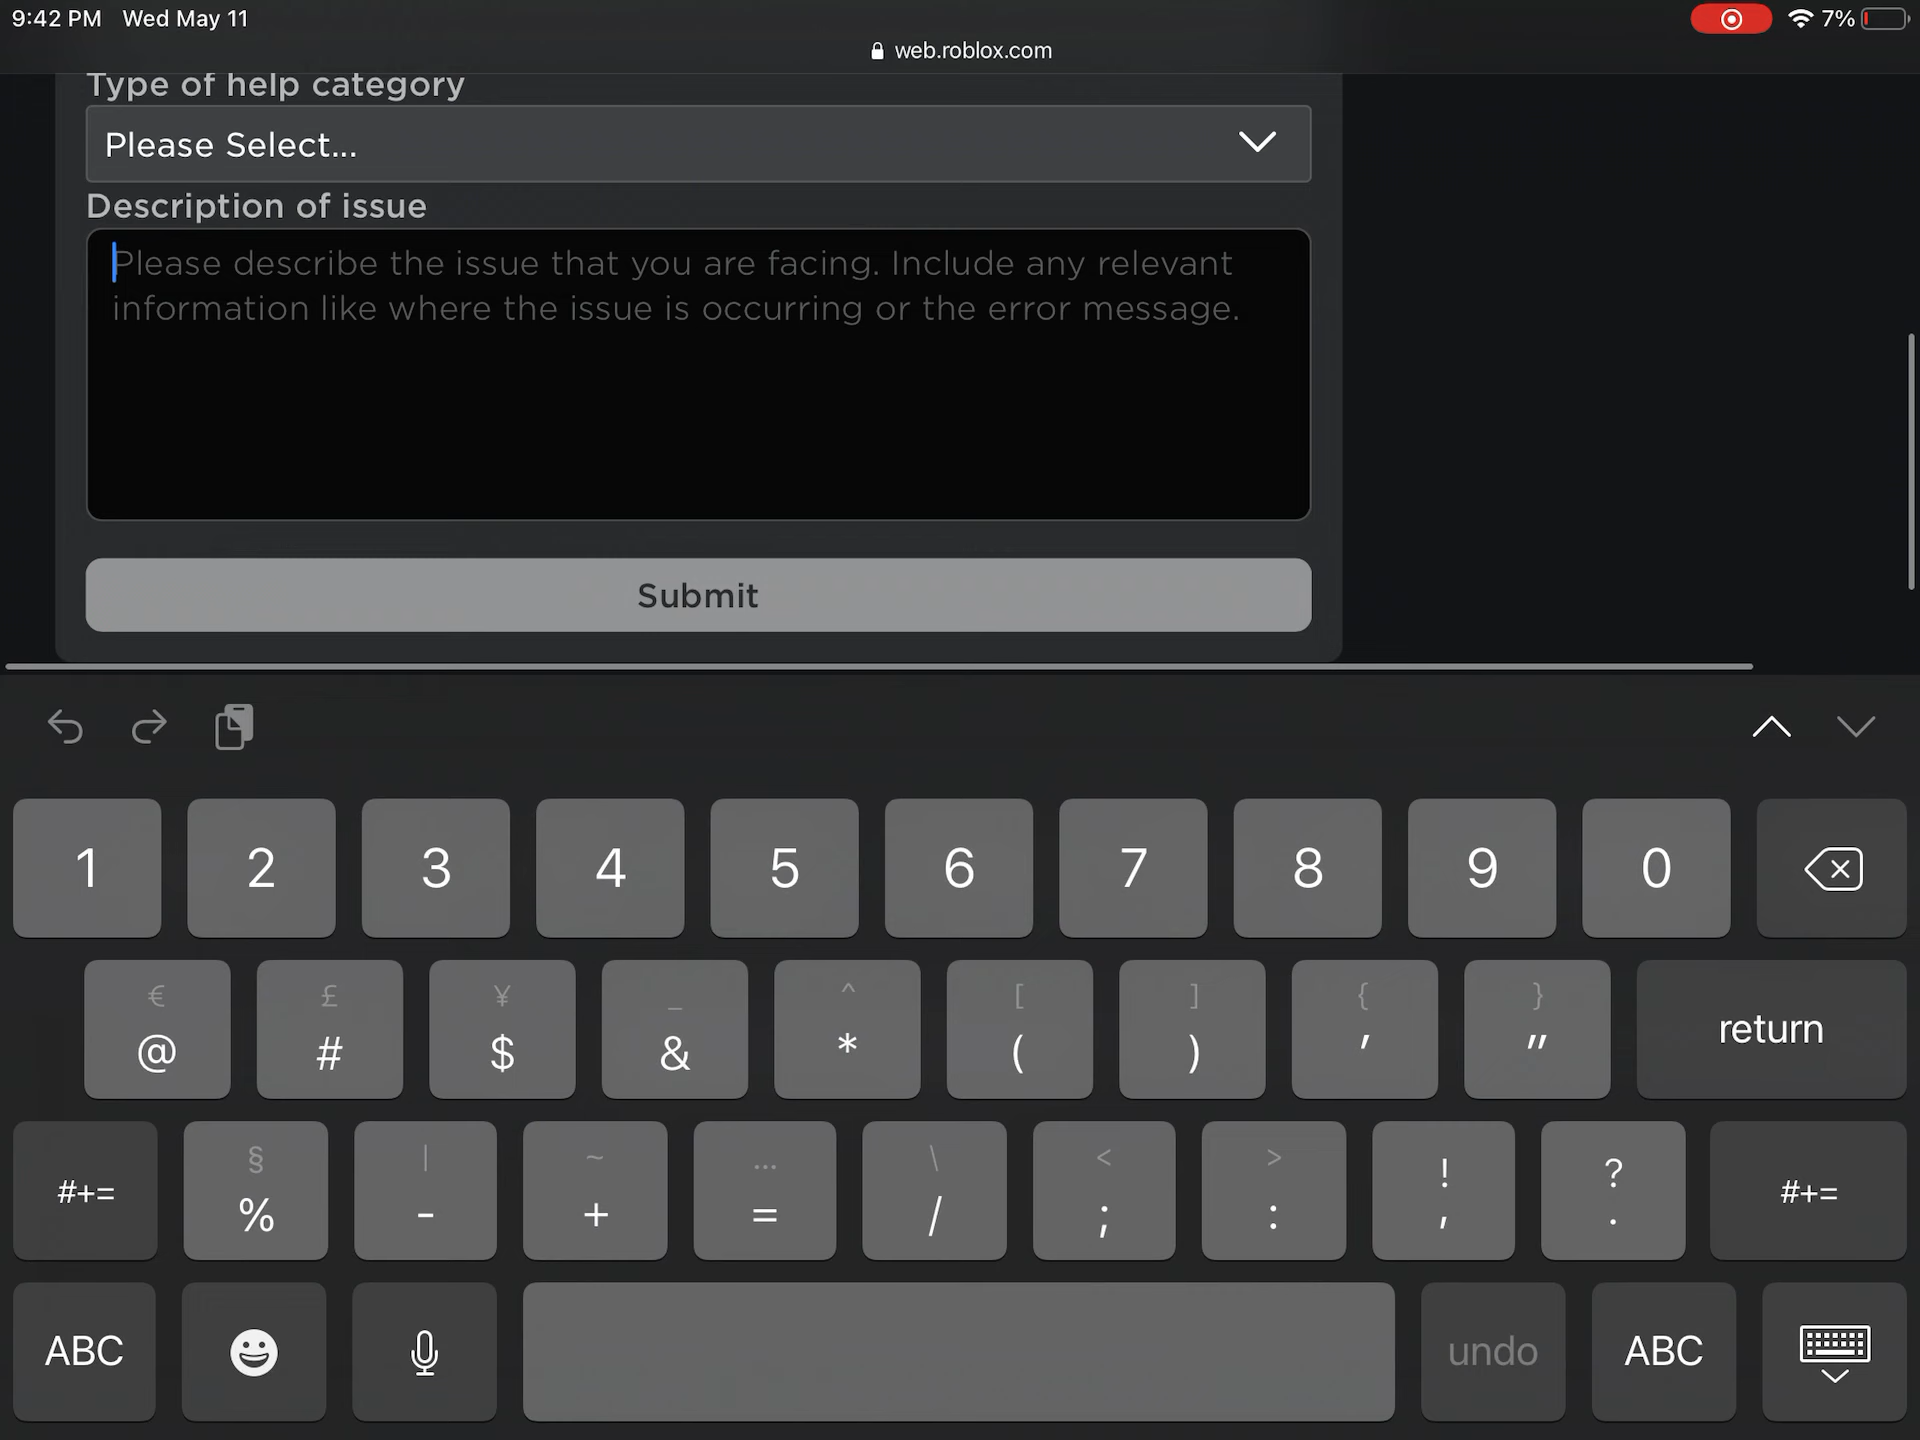 9:42 PM Wed May 11
7%
web.roblox.com
Type of help category
Please Select...
Description of issue
Please describe the issue that you are facing. Include any relevant
information like where the issue is occurring or the error message.
Submit
1 2 3 4 5 6 7 8 9 0
€ £ ¥ _ ^ [ ] { }
@ # $ & * ( ) ' " return
§ | ~ … \ < > ! ?
#+= % - + = / ; : , . #+=
ABC undo ABC